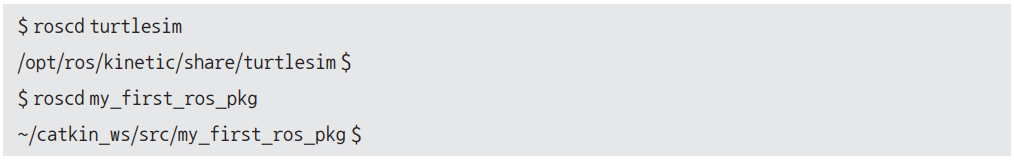 $ roscd turtlesim
/opt/ros/kinetic/share/turtlesim $
$ roscd my_first_ros_pkg
~/catkin_ws/src/my_first_ros_pkg $